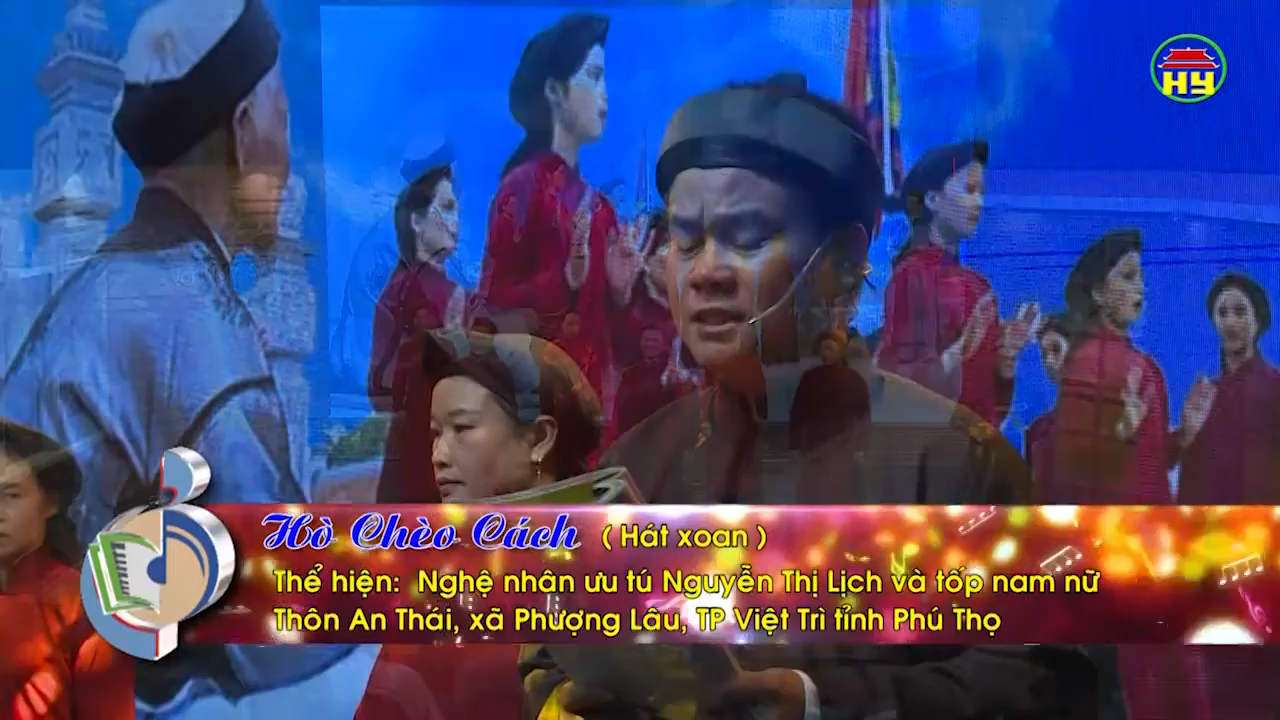 HY
Hò Chèo Cách ( Hát xoan )
Thể hiện: Nghệ nhân ưu tú Nguyễn Thị Lịch và tốp nam nữ
Thôn An Thái, xã Phượng Lâu, TP Việt Trì tỉnh Phú Thọ